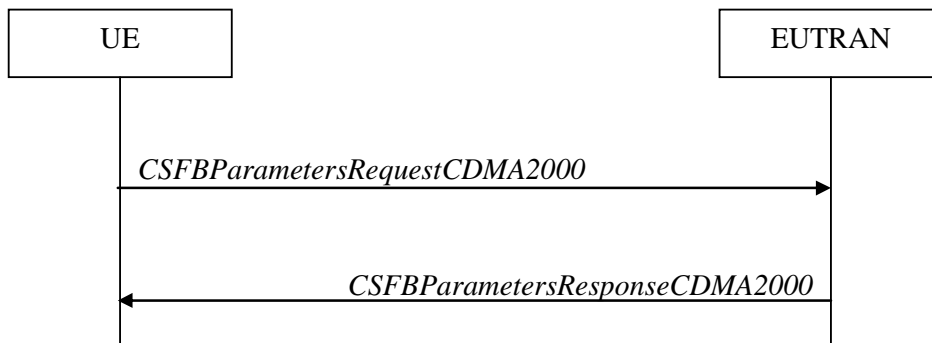 UE
EUTRAN
CSFBParametersRequestCDMA2000
CSFBParametersResponseCDMA2000